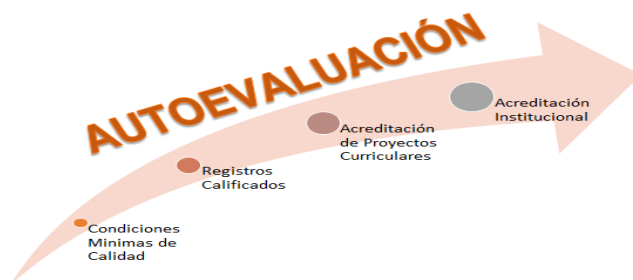 AUTOEVALUACIÓN
Condiciones
Minimas de
Calidad
Registros
Calificados
Acreditación
de Proyectos
Curriculares
Acreditación
Institucional